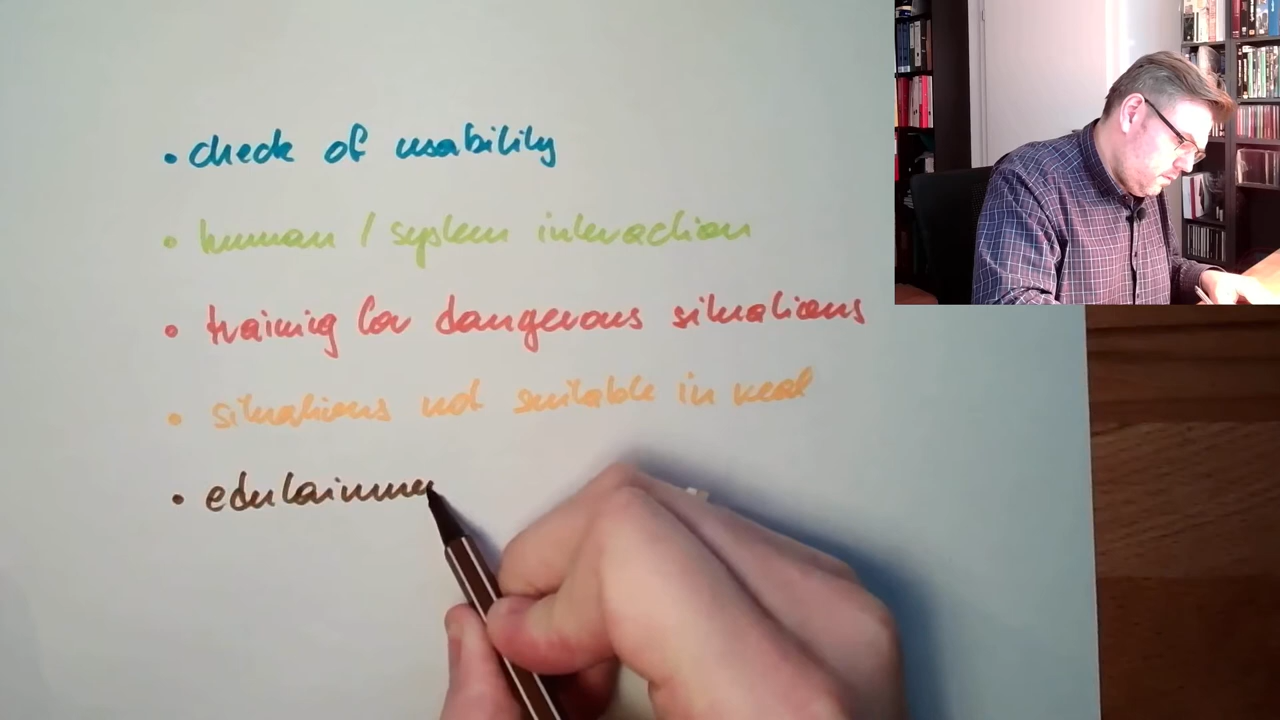 • check of usability
• human / system interaction
• training for dangerous situations
• situations not suitable in real
• edutainme